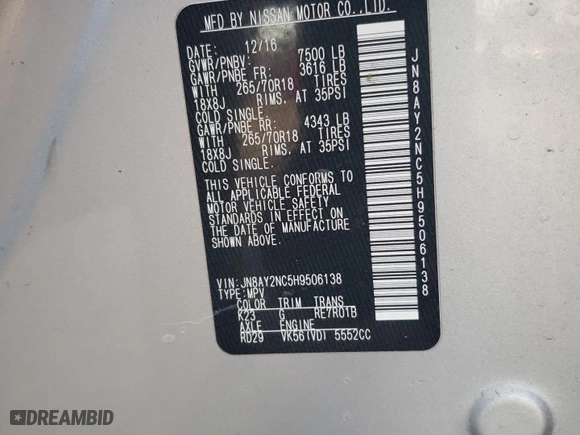 MFD BY NISSAN MOTOR CO.,LTD.
DATE: 12/16
GVWR/PNBV: 7500 LB
GAWR/PNBE FR: 3616 LB
WITH 265/70R18 TIRES
18X8J RIMS, AT 35PSI
COLD SINGLE.
GAWR/PNBE RR: 4343 LB
WITH 265/70R18 TIRES
18X8J RIMS, AT 35PSI
COLD SINGLE.
THIS VEHICLE CONFORMS TO
ALL APPLICABLE FEDERAL
MOTOR VEHICLE SAFETY
STANDARDS IN EFFECT ON
THE DATE OF MANUFACTURE
SHOWN ABOVE.
VIN: JN8AY2NC5H9506138
TYPE: MPV
COLOR TRIM TRANS
K23 G RE7R01B
AXLE ENGINE
RD29 VK56(VD) 5552CC
JN8AY2NC5H9506138
DREAMBID